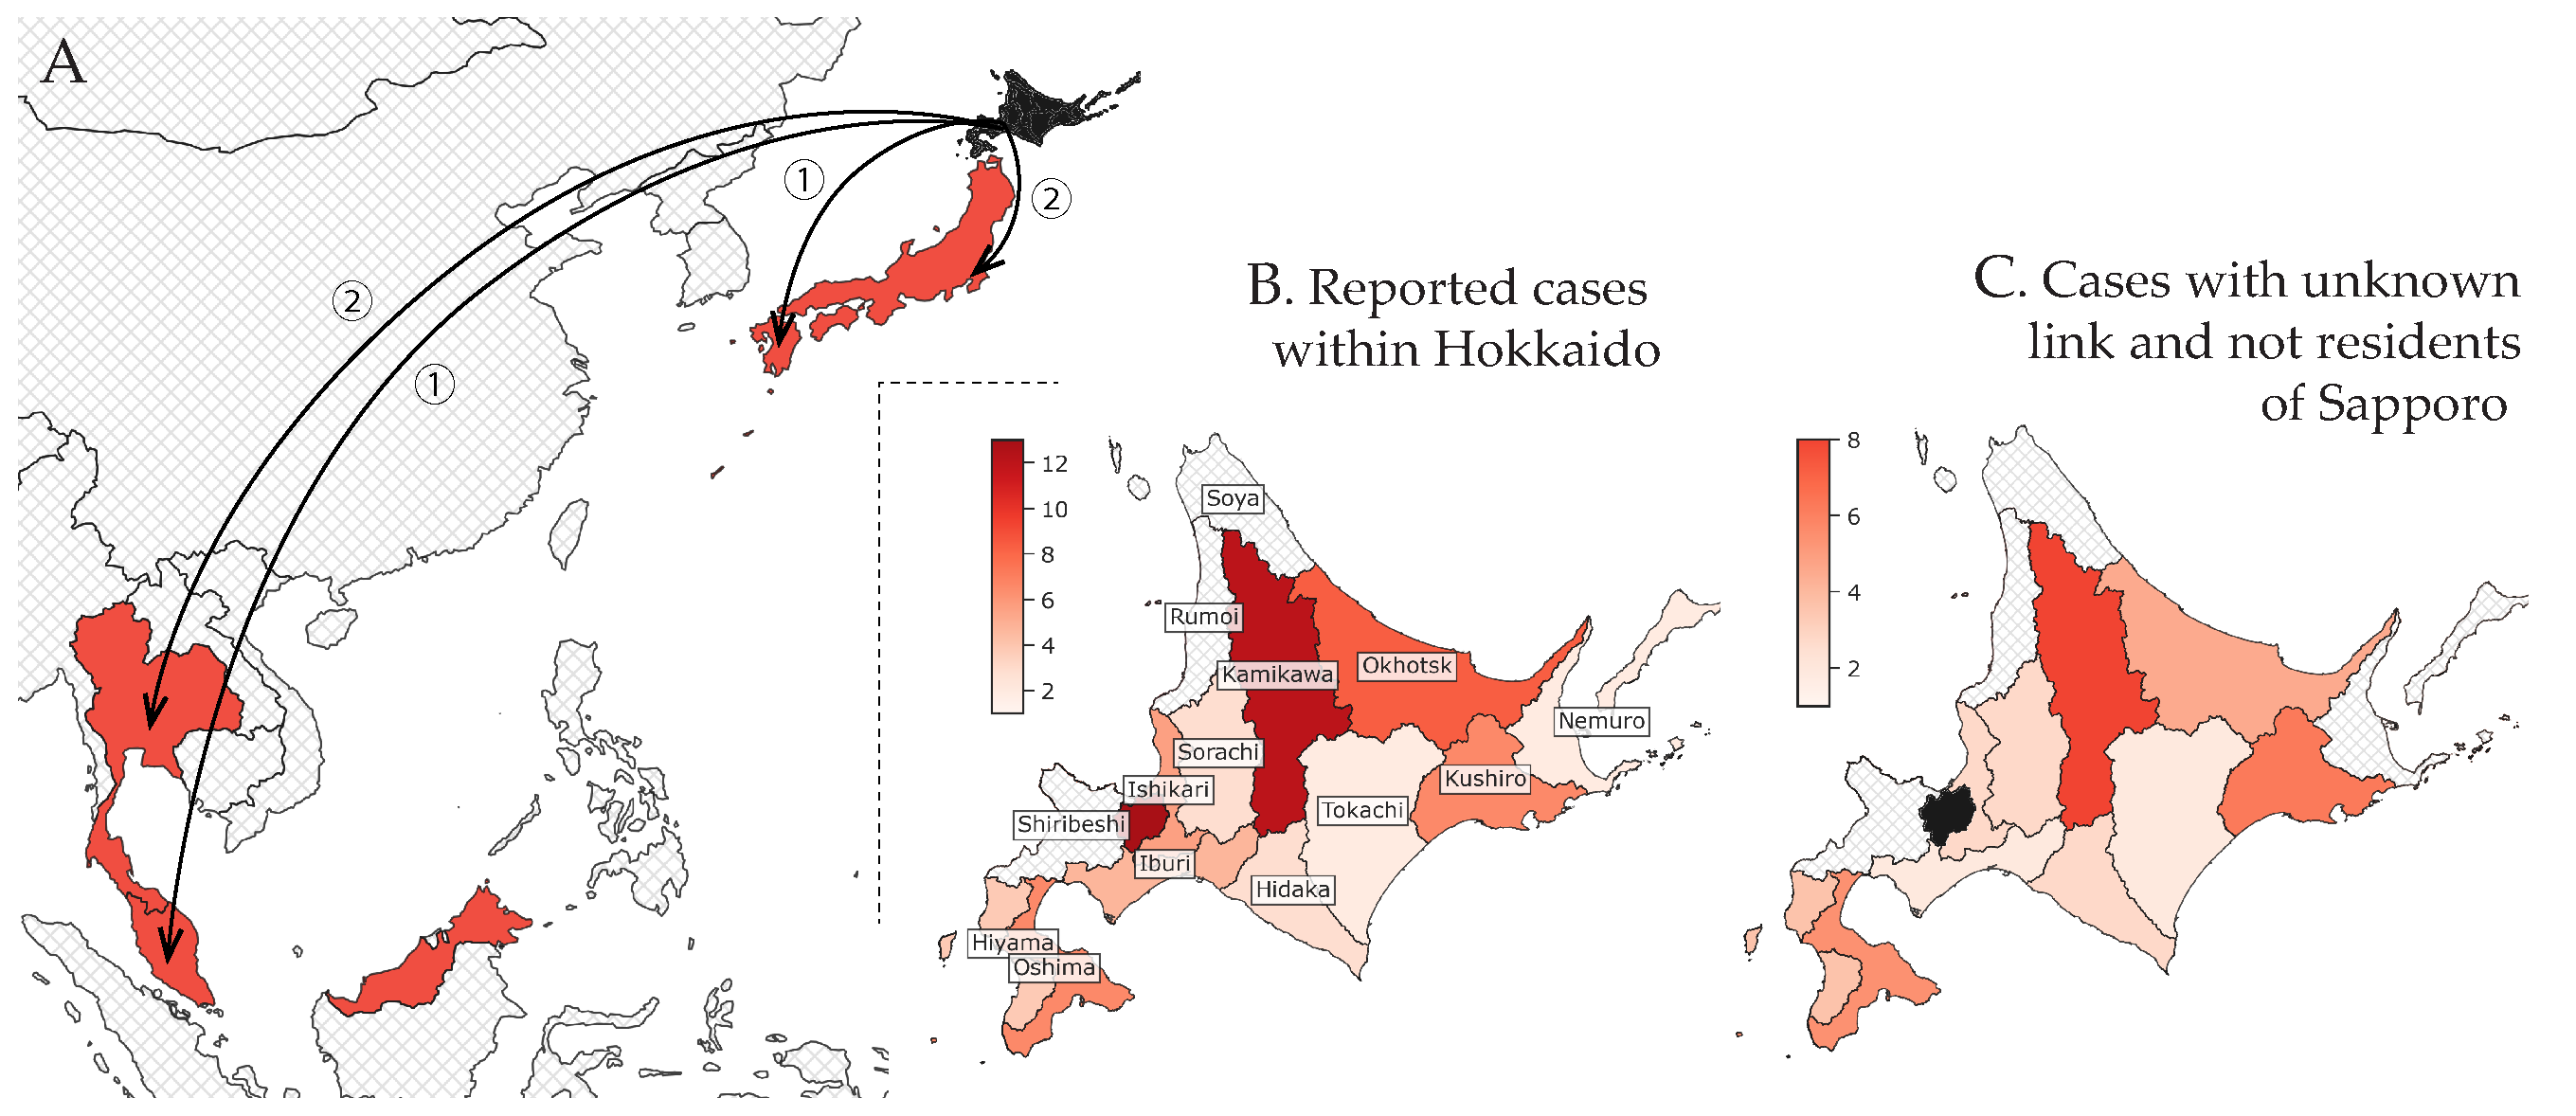 A
①
②
②
①
B. Reported cases
within Hokkaido
C. Cases with unknown
link and not residents
of Sapporo
12
10
8
6
4
2
Soya
Rumoi
Kamikawa
Okhotsk
Nemuro
Sorachi
Ishikari
Kushiro
Shiribeshi
Tokachi
Iburi
Hidaka
Hiyama
Oshima
8
6
4
2